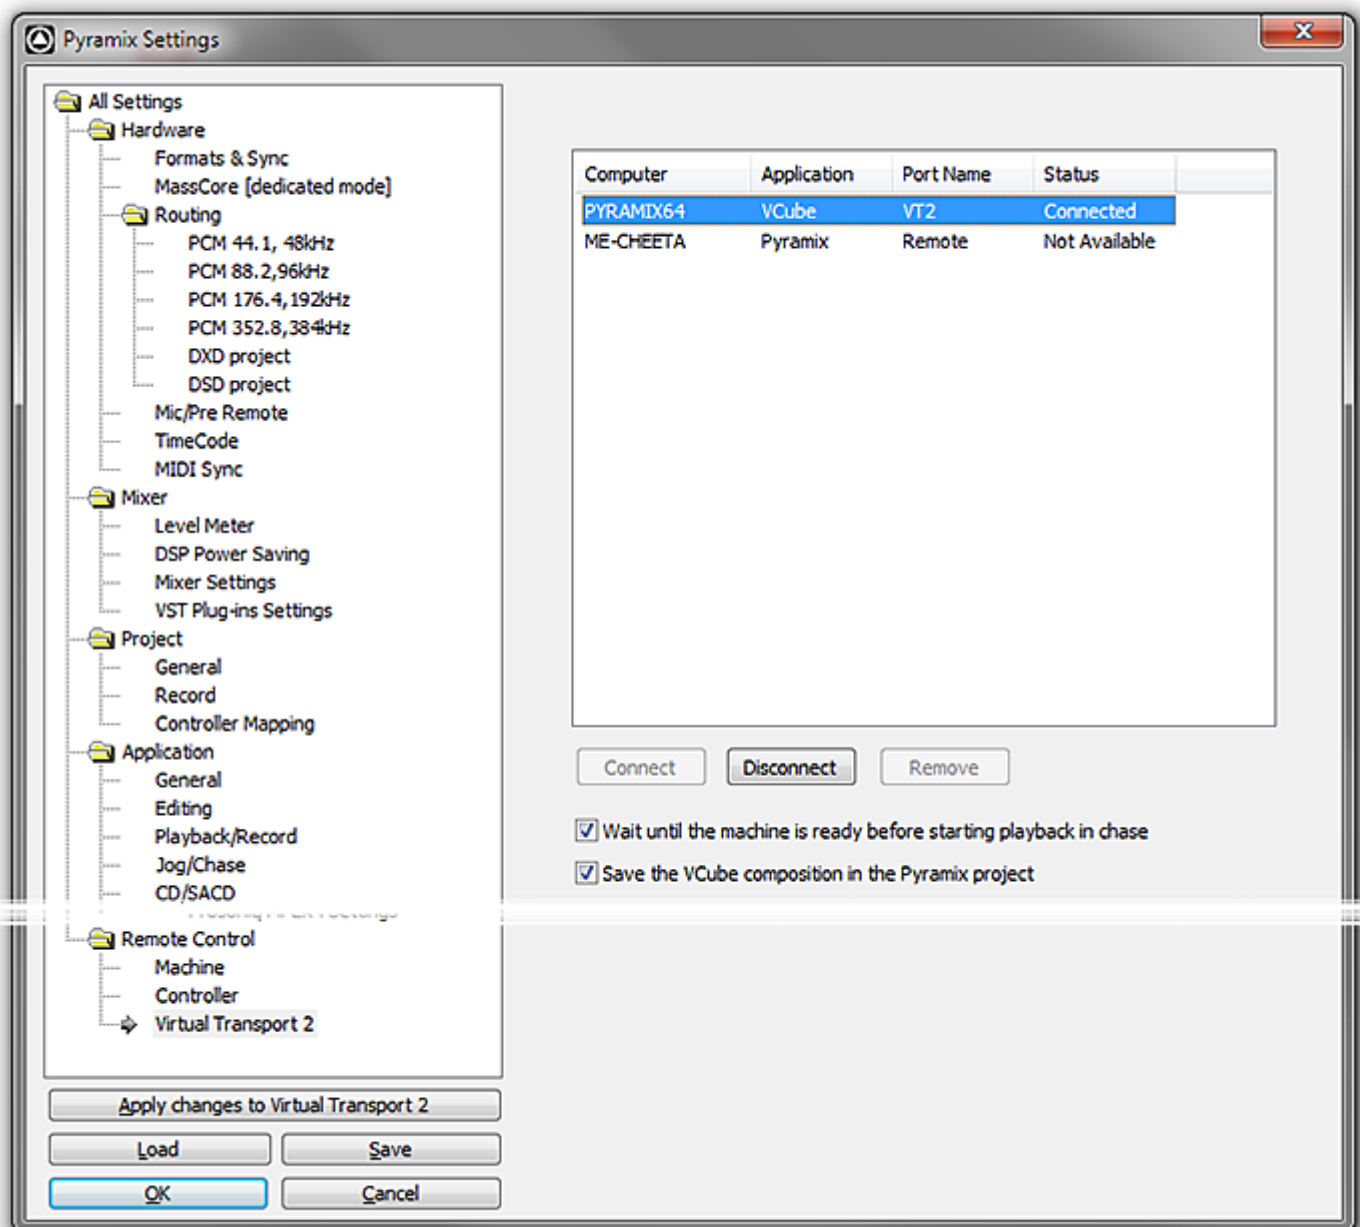 Pyramix Settings
All Settings
Hardware
Formats & Sync
MassCore [dedicated mode]
Routing
PCM 44.1, 48kHz
PCM 88.2,96kHz
PCM 176.4,192kHz
PCM 352.8,384kHz
DXD project
DSD project
Mic/Pre Remote
TimeCode
MIDI Sync
Mixer
Level Meter
DSP Power Saving
Mixer Settings
VST Plug-ins Settings
Project
General
Record
Controller Mapping
Application
General
Editing
Playback/Record
Jog/Chase
CD/SACD
Remote Control
Machine
Controller
Virtual Transport 2
Apply changes to Virtual Transport 2
Load Save
OK Cancel
Computer Application Port Name Status
PYRAMIX64 VCube VT2 Connected
ME-CHEETA Pyramix Remote Not Available
Connect Disconnect Remove
Wait until the machine is ready before starting playback in chase
Save the VCube composition in the Pyramix project